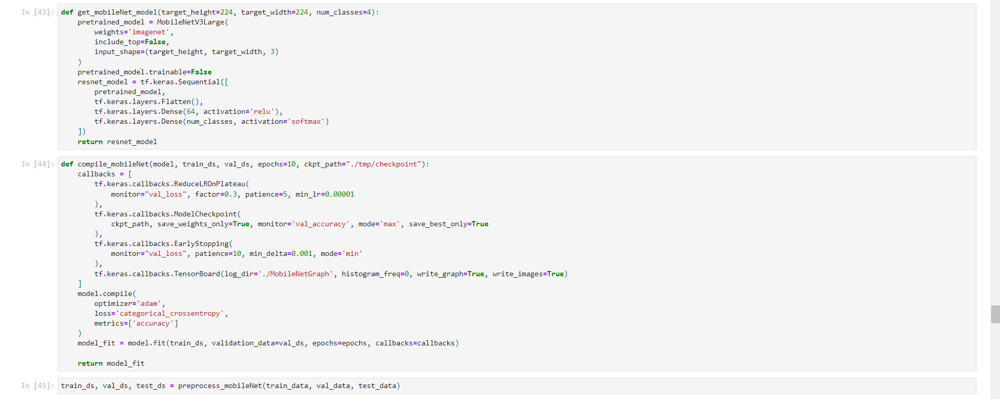 In [43]: def get_mobileNet_model(target_height=224, target_width=224, num_classes=4):
    pretrained_model = MobileNetV3Large(
        weights='imagenet',
        include_top=False,
        input_shape=(target_height, target_width, 3)
    )
    pretrained_model.trainable=False
    resnet_model = tf.keras.Sequential([
        pretrained_model,
        tf.keras.layers.Flatten(),
        tf.keras.layers.Dense(64, activation='relu'),
        tf.keras.layers.Dense(num_classes, activation='softmax')
    ])
    return resnet_model
In [44]: def compile_mobileNet(model, train_ds, val_ds, epochs=10, ckpt_path="./tmp/checkpoint"):
    callbacks = [
        tf.keras.callbacks.ReduceLROnPlateau(
            monitor="val_loss", factor=0.3, patience=5, min_lr=0.00001
        ),
        tf.keras.callbacks.ModelCheckpoint(
            ckpt_path, save_weights_only=True, monitor='val_accuracy', mode='max', save_best_only=True
        ),
        tf.keras.callbacks.EarlyStopping(
            monitor="val_loss", patience=10, min_delta=0.001, mode='min'
        ),
        tf.keras.callbacks.TensorBoard(log_dir='./MobileNetGraph', histogram_freq=0, write_graph=True, write_images=True)
    ]
    model.compile(
        optimizer='adam',
        loss='categorical_crossentropy',
        metrics=['accuracy']
    )
    model_fit = model.fit(train_ds, validation_data=val_ds, epochs=epochs, callbacks=callbacks)
    return model_fit
In [45]: train_ds, val_ds, test_ds = preprocess_mobileNet(train_data, val_data, test_data)